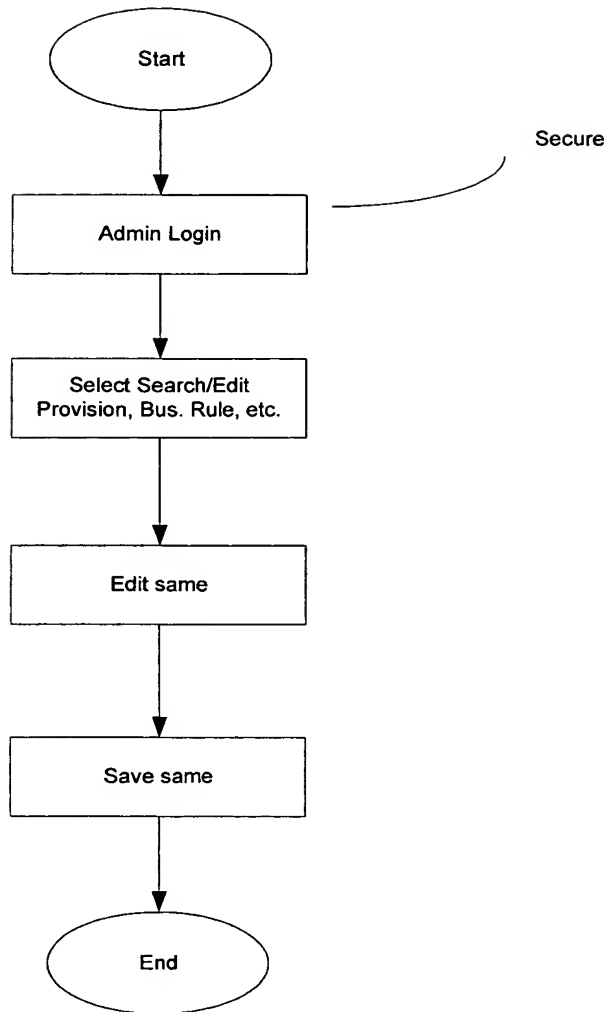 Start
Secure
Admin Login
Select Search/Edit
Provision, Bus. Rule, etc.
Edit same
Save same
End